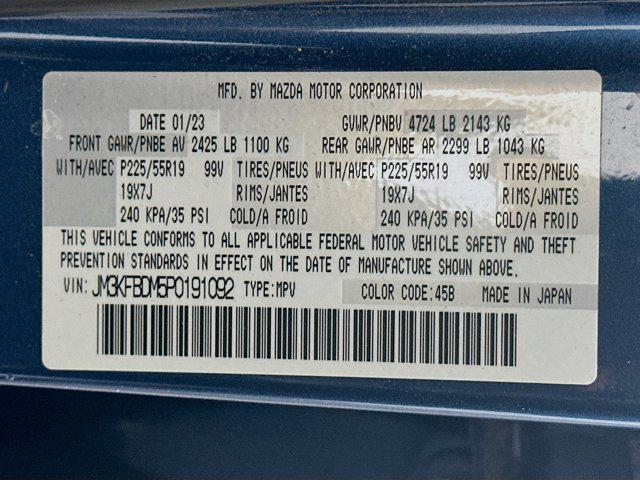 MFD. BY MAZDA MOTOR CORPORATION
DATE 01/23 GVWR/PNBV 4724 LB 2143 KG
FRONT GAWR/PNBE AV 2425 LB 1100 KG REAR GAWR/PNBE AR 2299 LB 1043 KG
WITH/AVEC P225/55R19 99V TIRES/PNEUS WITH/AVEC P225/55R19 99V TIRES/PNEUS
19X7J RIMS/JANTES 19X7J RIMS/JANTES
240 KPA/35 PSI COLD/A FROID 240 KPA/35 PSI COLD/A FROID
THIS VEHICLE CONFORMS TO ALL APPLICABLE FEDERAL MOTOR VEHICLE SAFETY AND THEFT
PREVENTION STANDARDS IN EFFECT ON THE DATE OF MANUFACTURE SHOWN ABOVE.
VIN: JM3KFBDM5P0191092 TYPE:MPV COLOR CODE:45B MADE IN JAPAN